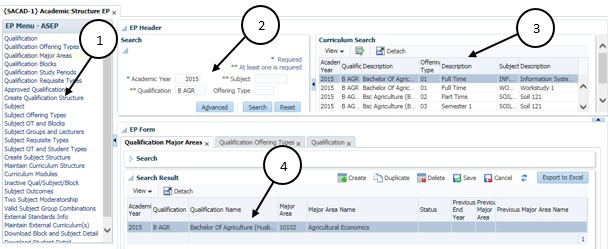 {SACAD-1} Academic Structure EP x
EP Menu - ASEP
Qualification
Qualification Offering Types
Qualification Major Areas
Qualification Blocks
Qualification Study Periods
Qualification Requisite Types
Approved Qualifications
Create Qualification Structure
Subject
Subject Offering Types
Subject OT and Blocks
Subject Groups and Lecturers
Subject Requisite Types
Subject OT and Student Types
Create Subject Structure
Maintain Curriculum Structure
Curriculum Modules
Inactive Qual/Subject/Block
Subject Outcomes
Two Subject Moderatorship
Valid Subject Group Combinations
External Standards Info
Maintain External Curriculum(s)
Download Block and Subject Detail
Download Student Detail
1
EP Header
Search
2
* Required
** At least one is required
* Academic Year 2015 ** Subject
** Qualification B AGR Offering Type
Advanced Search Reset
Curriculum Search
3
View Detach
Academ Year Qualific Description Offering Type Description Subject Description
2015 B AGR Bachelor Of Agric... 01 Full Time INF... Information Syste...
2015 B AGR Bachelor Of Agric... 01 Full Time WO... Workstudy 1
2015 B AG... Bsc Agriculture (B... 02 Part Time SOIL... Soil 121
2015 B AG... Bsc Agriculture (B... 03 Semester 1 SOIL... Soil 121
EP Form
Qualification Major Areas x Qualification Offering Types x Qualification x
Search
4
Search Result
Create Duplicate Delete Save Cancel Export to Excel
View Detach
Academi Year Qualification Qualification Name Major Area Major Area Name Status Previous End Year Previou Major Area Previous Major Area Name
2015 B AGR Bachelor Of Agriculture (Husb... 10102 Agricultural Economics
1